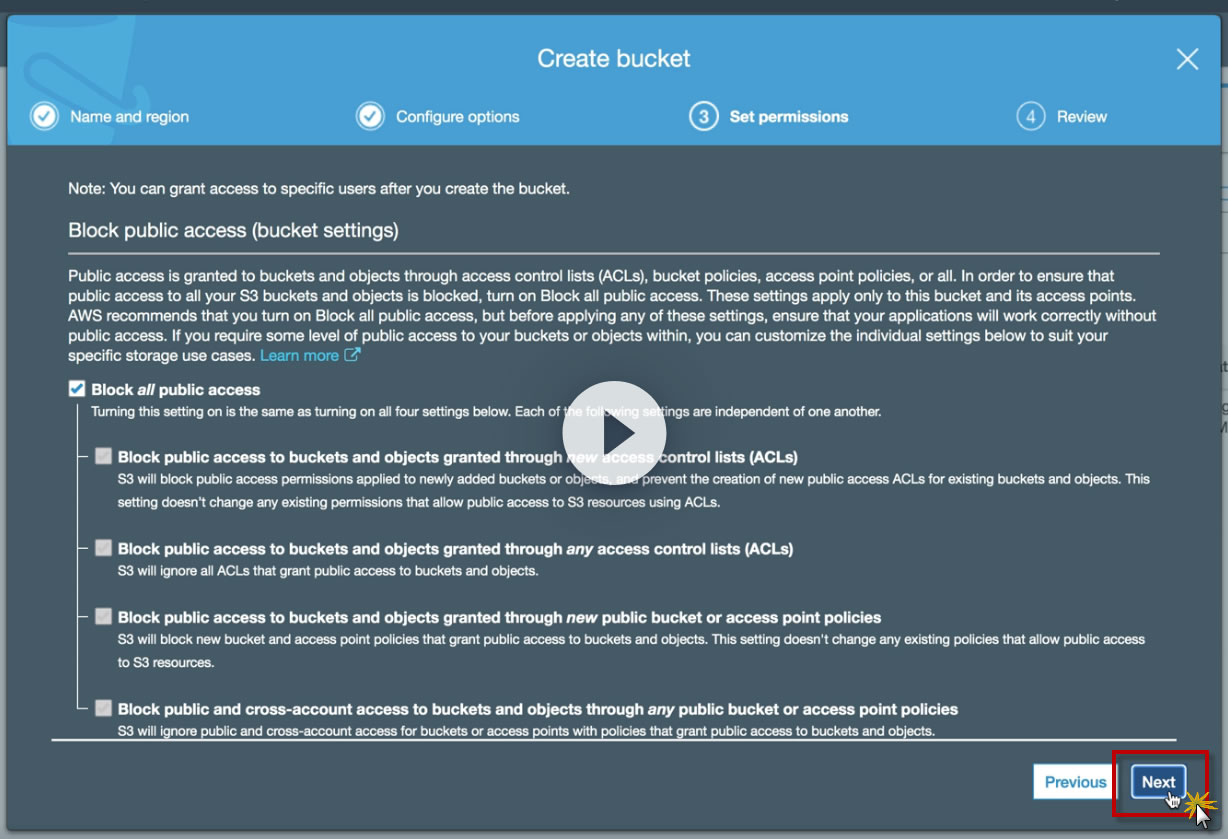 Create bucket
Name and region
Configure options
3 Set permissions
4 Review
Note: You can grant access to specific users after you create the bucket.
Block public access (bucket settings)
Public access is granted to buckets and objects through access control lists (ACLs), bucket policies, access point policies, or all. In order to ensure that
public access to all your S3 buckets and objects is blocked, turn on Block all public access. These settings apply only to this bucket and its access points.
AWS recommends that you turn on Block all public access, but before applying any of these settings, ensure that your applications will work correctly without
public access. If you require some level of public access to your buckets or objects within, you can customize the individual settings below to suit your
specific storage use cases. Learn more
Block all public access
Turning this setting on is the same as turning on all four settings below. Each of the following settings are independent of one another.
Block public access to buckets and objects granted through new access control lists (ACLs)
S3 will block public access permissions applied to newly added buckets or objects, and prevent the creation of new public access ACLs for existing buckets and objects. This
setting doesn't change any existing permissions that allow public access to S3 resources using ACLs.
Block public access to buckets and objects granted through any access control lists (ACLs)
S3 will ignore all ACLs that grant public access to buckets and objects.
Block public access to buckets and objects granted through new public bucket or access point policies
S3 will block new bucket and access point policies that grant public access to buckets and objects. This setting doesn't change any existing policies that allow public access
to S3 resources.
Block public and cross-account access to buckets and objects through any public bucket or access point policies
S3 will ignore public and cross-account access for buckets or access points with policies that grant public access to buckets and objects.
Previous
Next